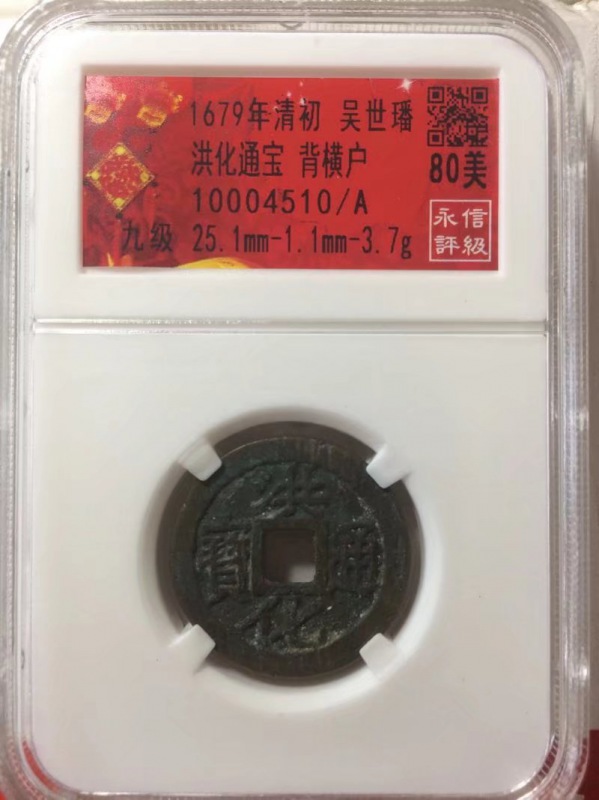 1679年清初 吴世璠
洪化通宝 背横户
10004510/A
九级 25.1mm-1.1mm-3.7g
80美
永信
評級
洪化通寶